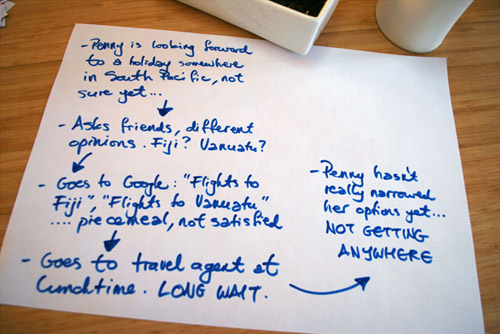 - Penny is looking forward
to a holiday somewhere
in South Pacific, not
sure yet...
- Asks friends, different
opinions. Fiji? Vanuatu?
- Goes to Google: "Flights to
Fiji", "Flights to Vanuatu"
.... piecemeal, not satisfied
- Goes to travel agent at
Lunchtime. LONG WAIT.
- Penny hasn't
really narrowed
her options yet...
NOT GETTING
ANYWHERE